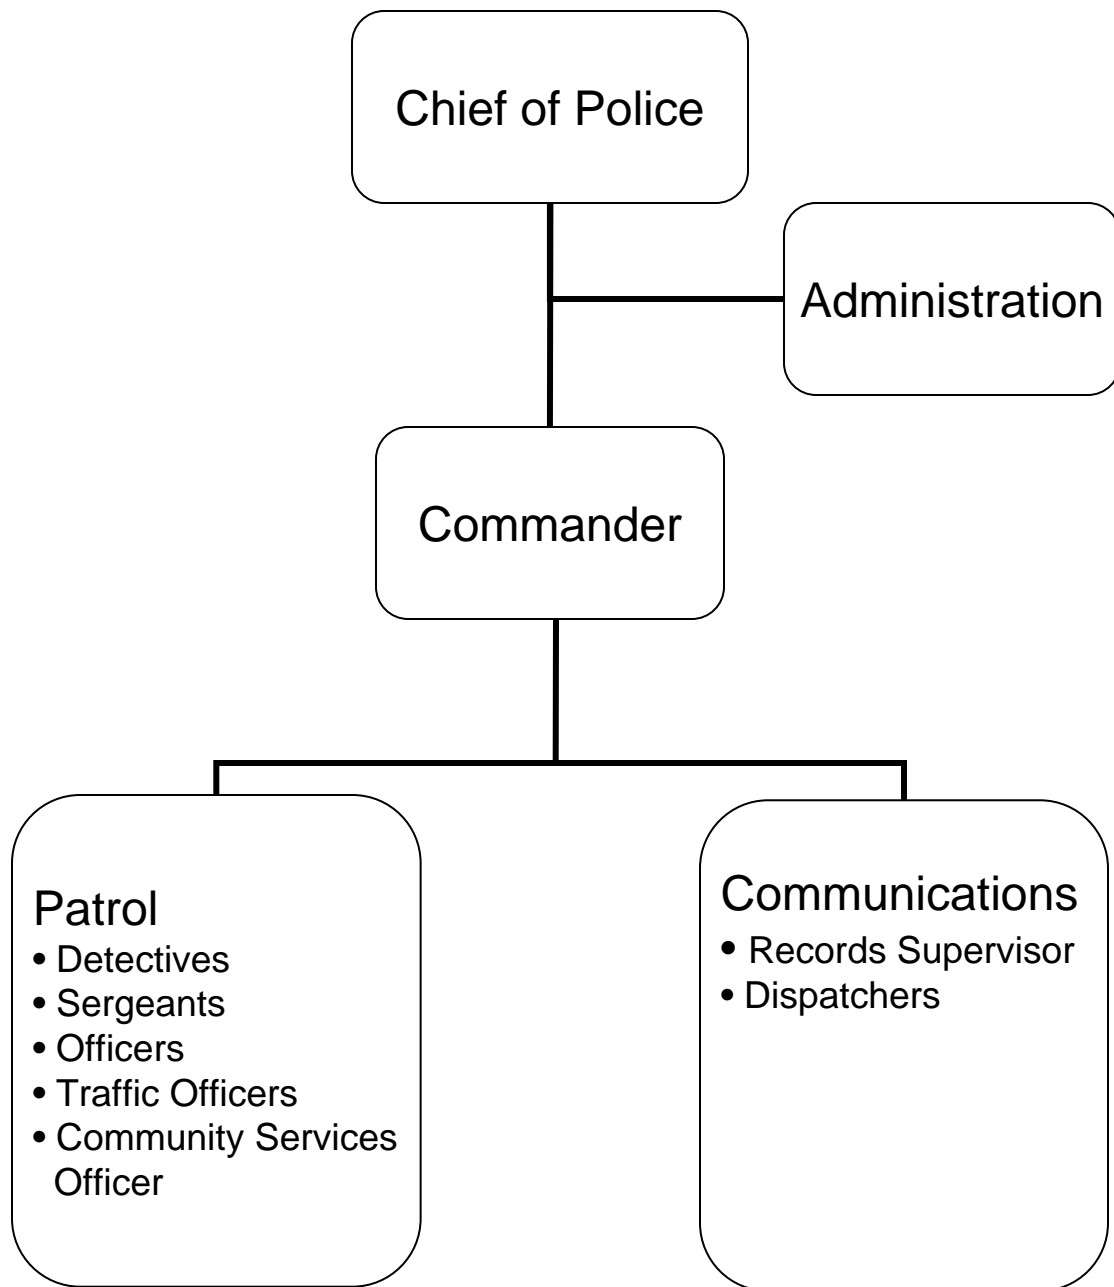 Chief of Police
Administration
Commander
Patrol
• Detectives
• Sergeants
• Officers
• Traffic Officers
• Community Services
Officer
Communications
• Records Supervisor
• Dispatchers